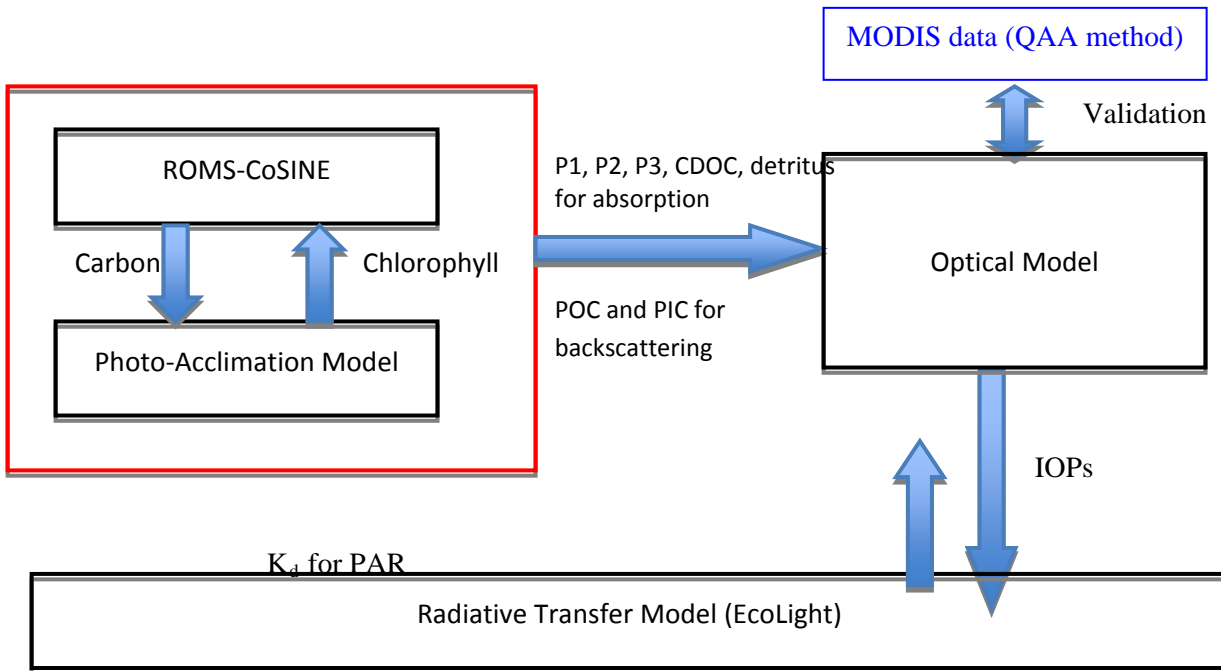 MODIS data (QAA method)
Validation
ROMS-CoSINE
P1, P2, P3, CDOC, detritus
for absorption
Carbon
Chlorophyll
Optical Model
POC and PIC for
backscattering
Photo-Acclimation Model
IOPs
K_d for PAR
Radiative Transfer Model (EcoLight)